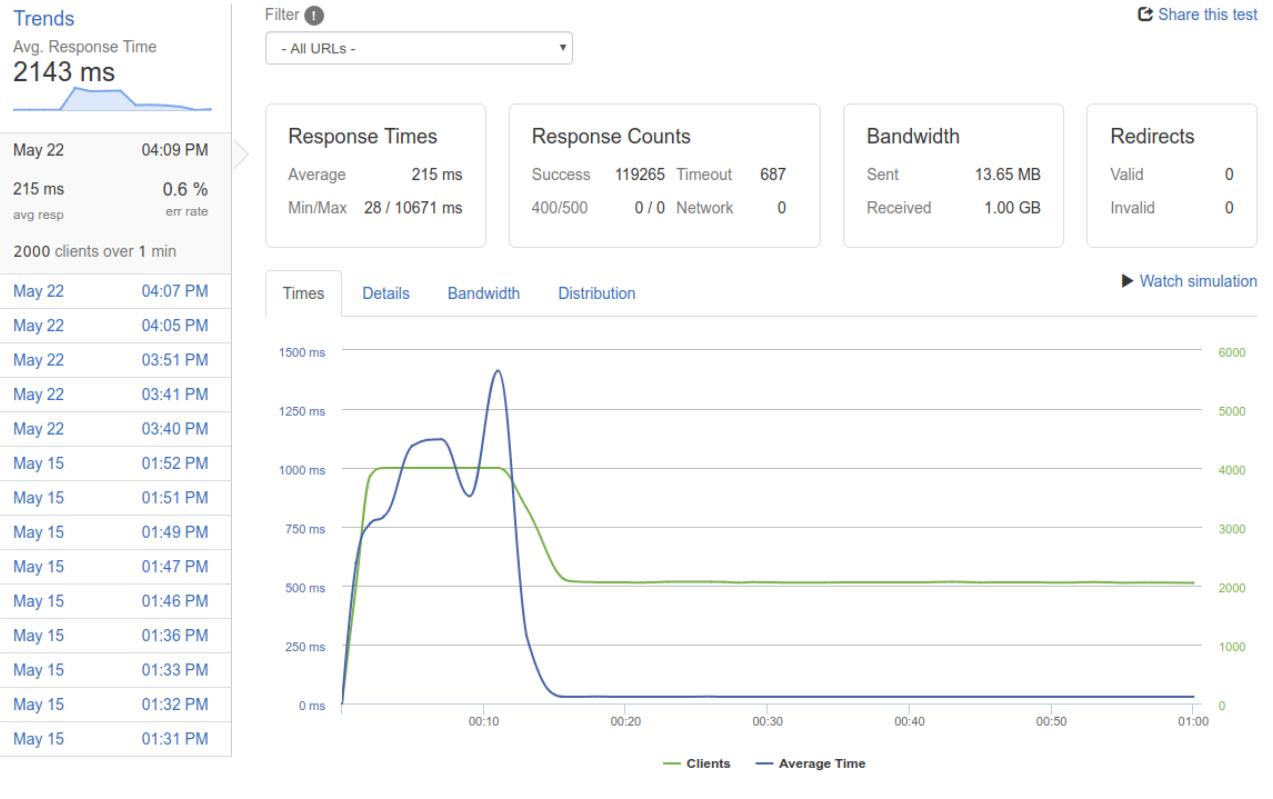 Trends
Avg. Response Time
2143 ms
May 22 04:09 PM
215 ms 0.6 %
avg resp err rate
2000 clients over 1 min
May 22 04:07 PM
May 22 04:05 PM
May 22 03:51 PM
May 22 03:41 PM
May 22 03:40 PM
May 15 01:52 PM
May 15 01:51 PM
May 15 01:49 PM
May 15 01:47 PM
May 15 01:46 PM
May 15 01:36 PM
May 15 01:33 PM
May 15 01:32 PM
May 15 01:31 PM
Filter !
Share this test
- All URLs -
Response Times
Average 215 ms
Min/Max 28 / 10671 ms
Response Counts
Success 119265 Timeout 687
400/500 0 / 0 Network 0
Bandwidth
Sent 13.65 MB
Received 1.00 GB
Redirects
Valid 0
Invalid 0
Times Details Bandwidth Distribution
Watch simulation
1500 ms 6000
1250 ms 5000
1000 ms 4000
750 ms 3000
500 ms 2000
250 ms 1000
0 ms 0
00:10 00:20 00:30 00:40 00:50 01:00
Clients Average Time